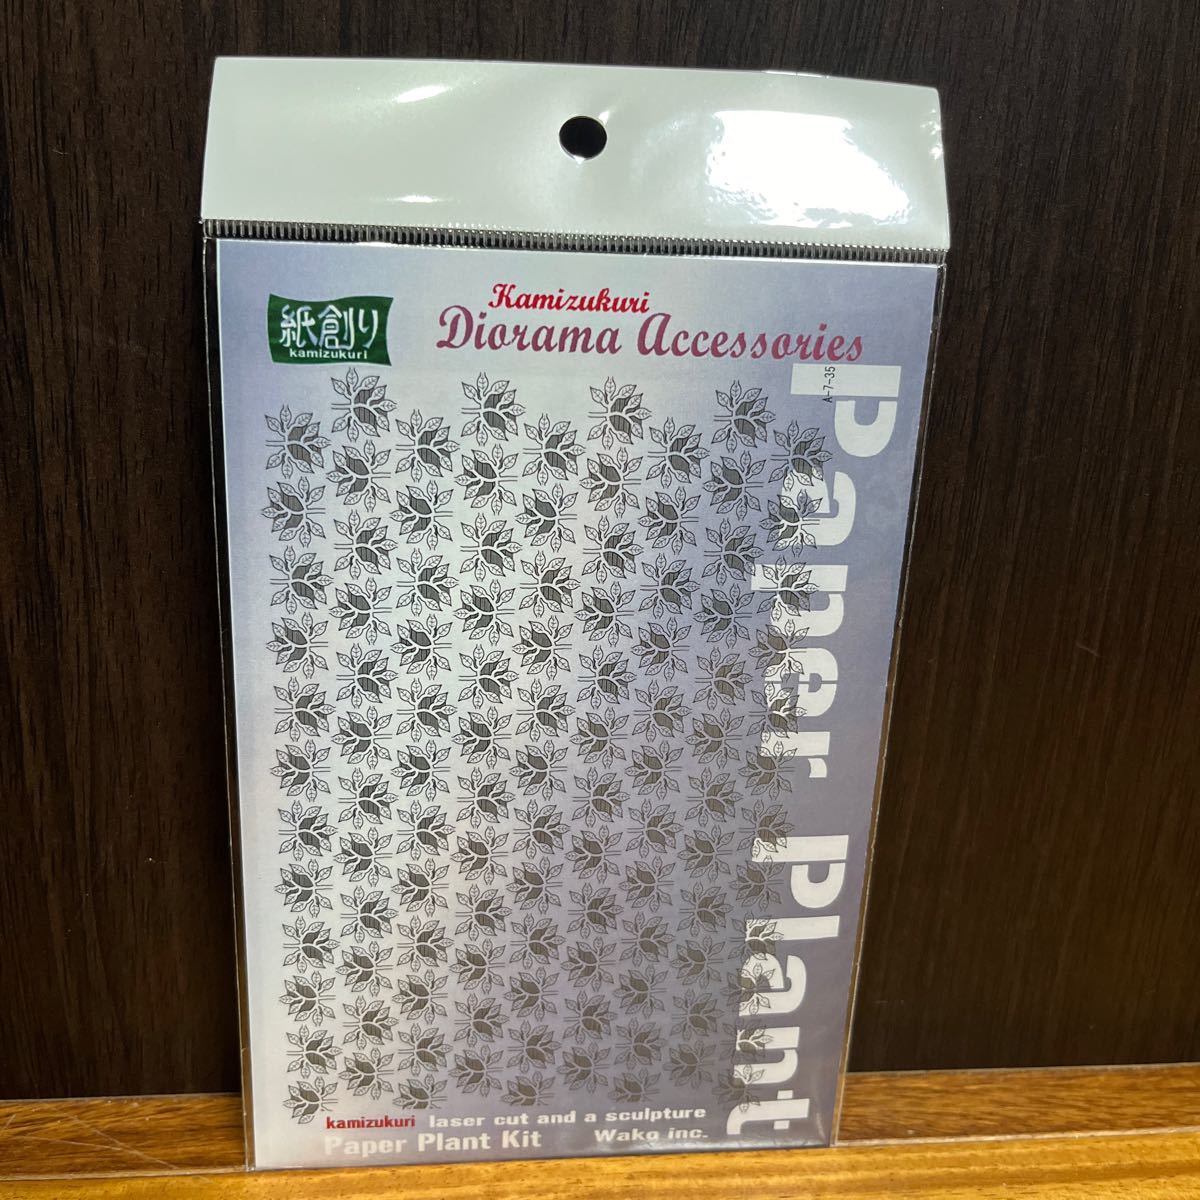 紙創り
kamizukuri
Kamizukuri
Diorama Accessories
A-7-35
Paper Plant
kamizukuri laser cut and a sculpture
Paper Plant Kit Wako inc.